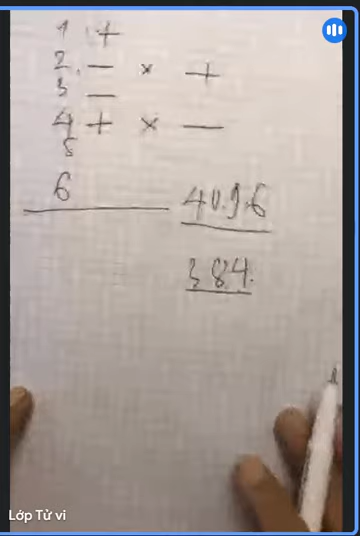 1 . +
2 . — × +
3 —
4 + × —
5
6
40.96
384.
Lớp Tử vi